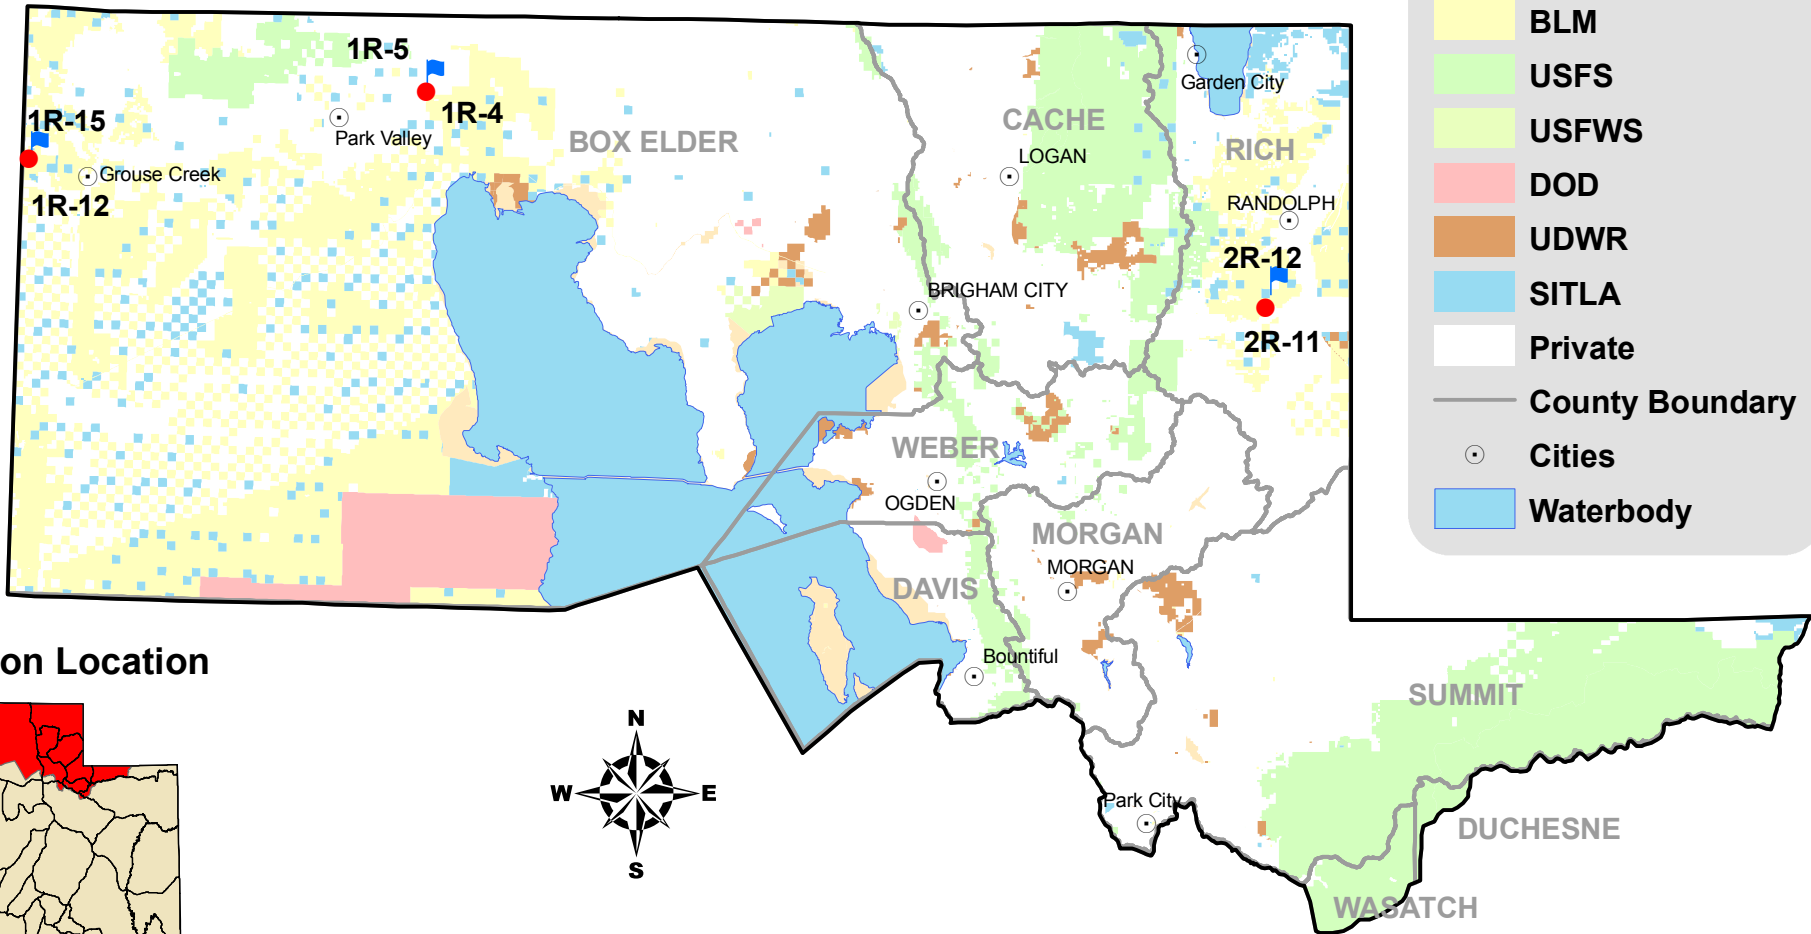 BLM
USFS
USFWS
DOD
UDWR
SITLA
Private
County Boundary
Cities
Waterbody
1R-5
1R-4
Park Valley
1R-15
Grouse Creek
1R-12
BOX ELDER
CACHE
LOGAN
Garden City
RICH
RANDOLPH
2R-12
2R-11
BRIGHAM CITY
WEBER
OGDEN
MORGAN
MORGAN
DAVIS
Bountiful
SUMMIT
Park City
DUCHESNE
WASATCH
on Location
N
W
E
S